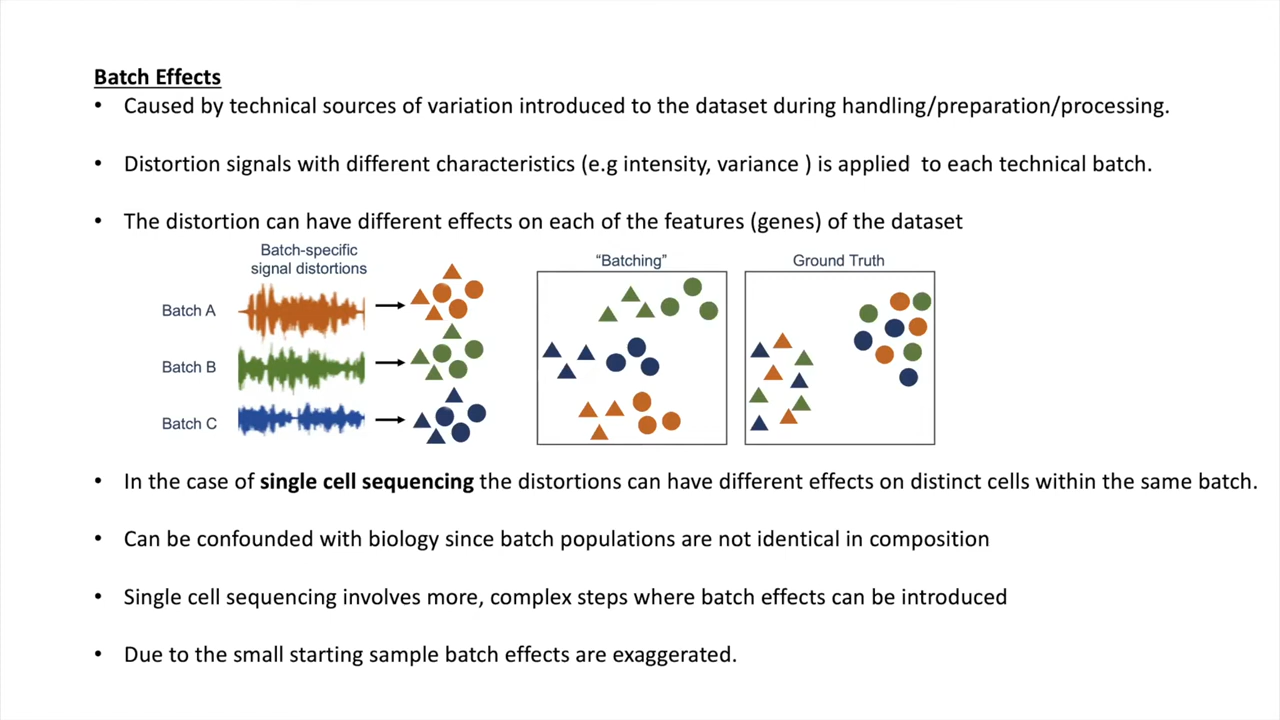 Batch Effects
• Caused by technical sources of variation introduced to the dataset during handling/preparation/processing.
• Distortion signals with different characteristics (e.g intensity, variance ) is applied  to each technical batch.
• The distortion can have different effects on each of the features (genes) of the dataset
Batch-specific
signal distortions
Batch A
Batch B
Batch C
“Batching”
Ground Truth
• In the case of single cell sequencing the distortions can have different effects on distinct cells within the same batch.
• Can be confounded with biology since batch populations are not identical in composition
• Single cell sequencing involves more, complex steps where batch effects can be introduced
• Due to the small starting sample batch effects are exaggerated.